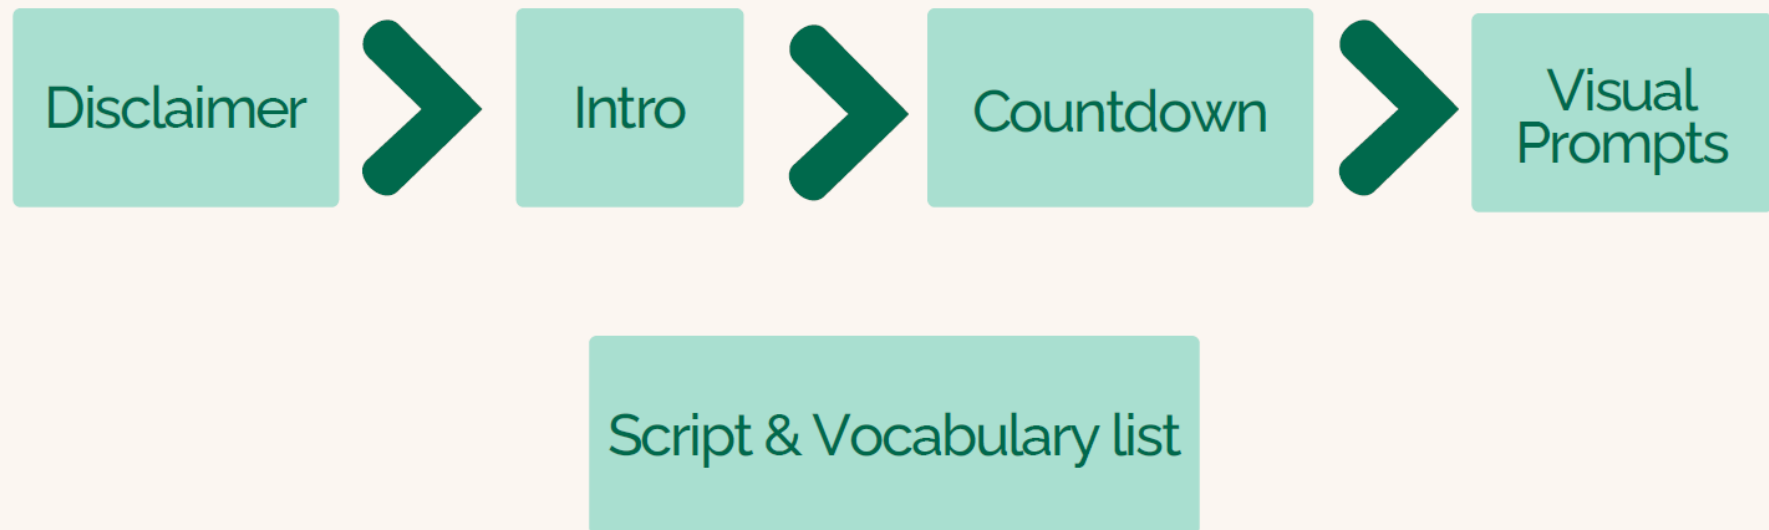 Disclaimer
Intro
Countdown
Visual
Prompts
Script & Vocabulary list